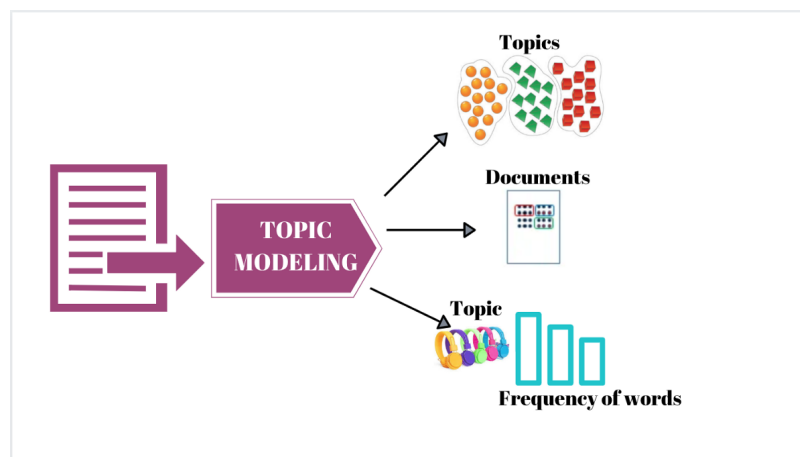 Topics
Documents
TOPIC
MODELING
Topic
Frequency of words